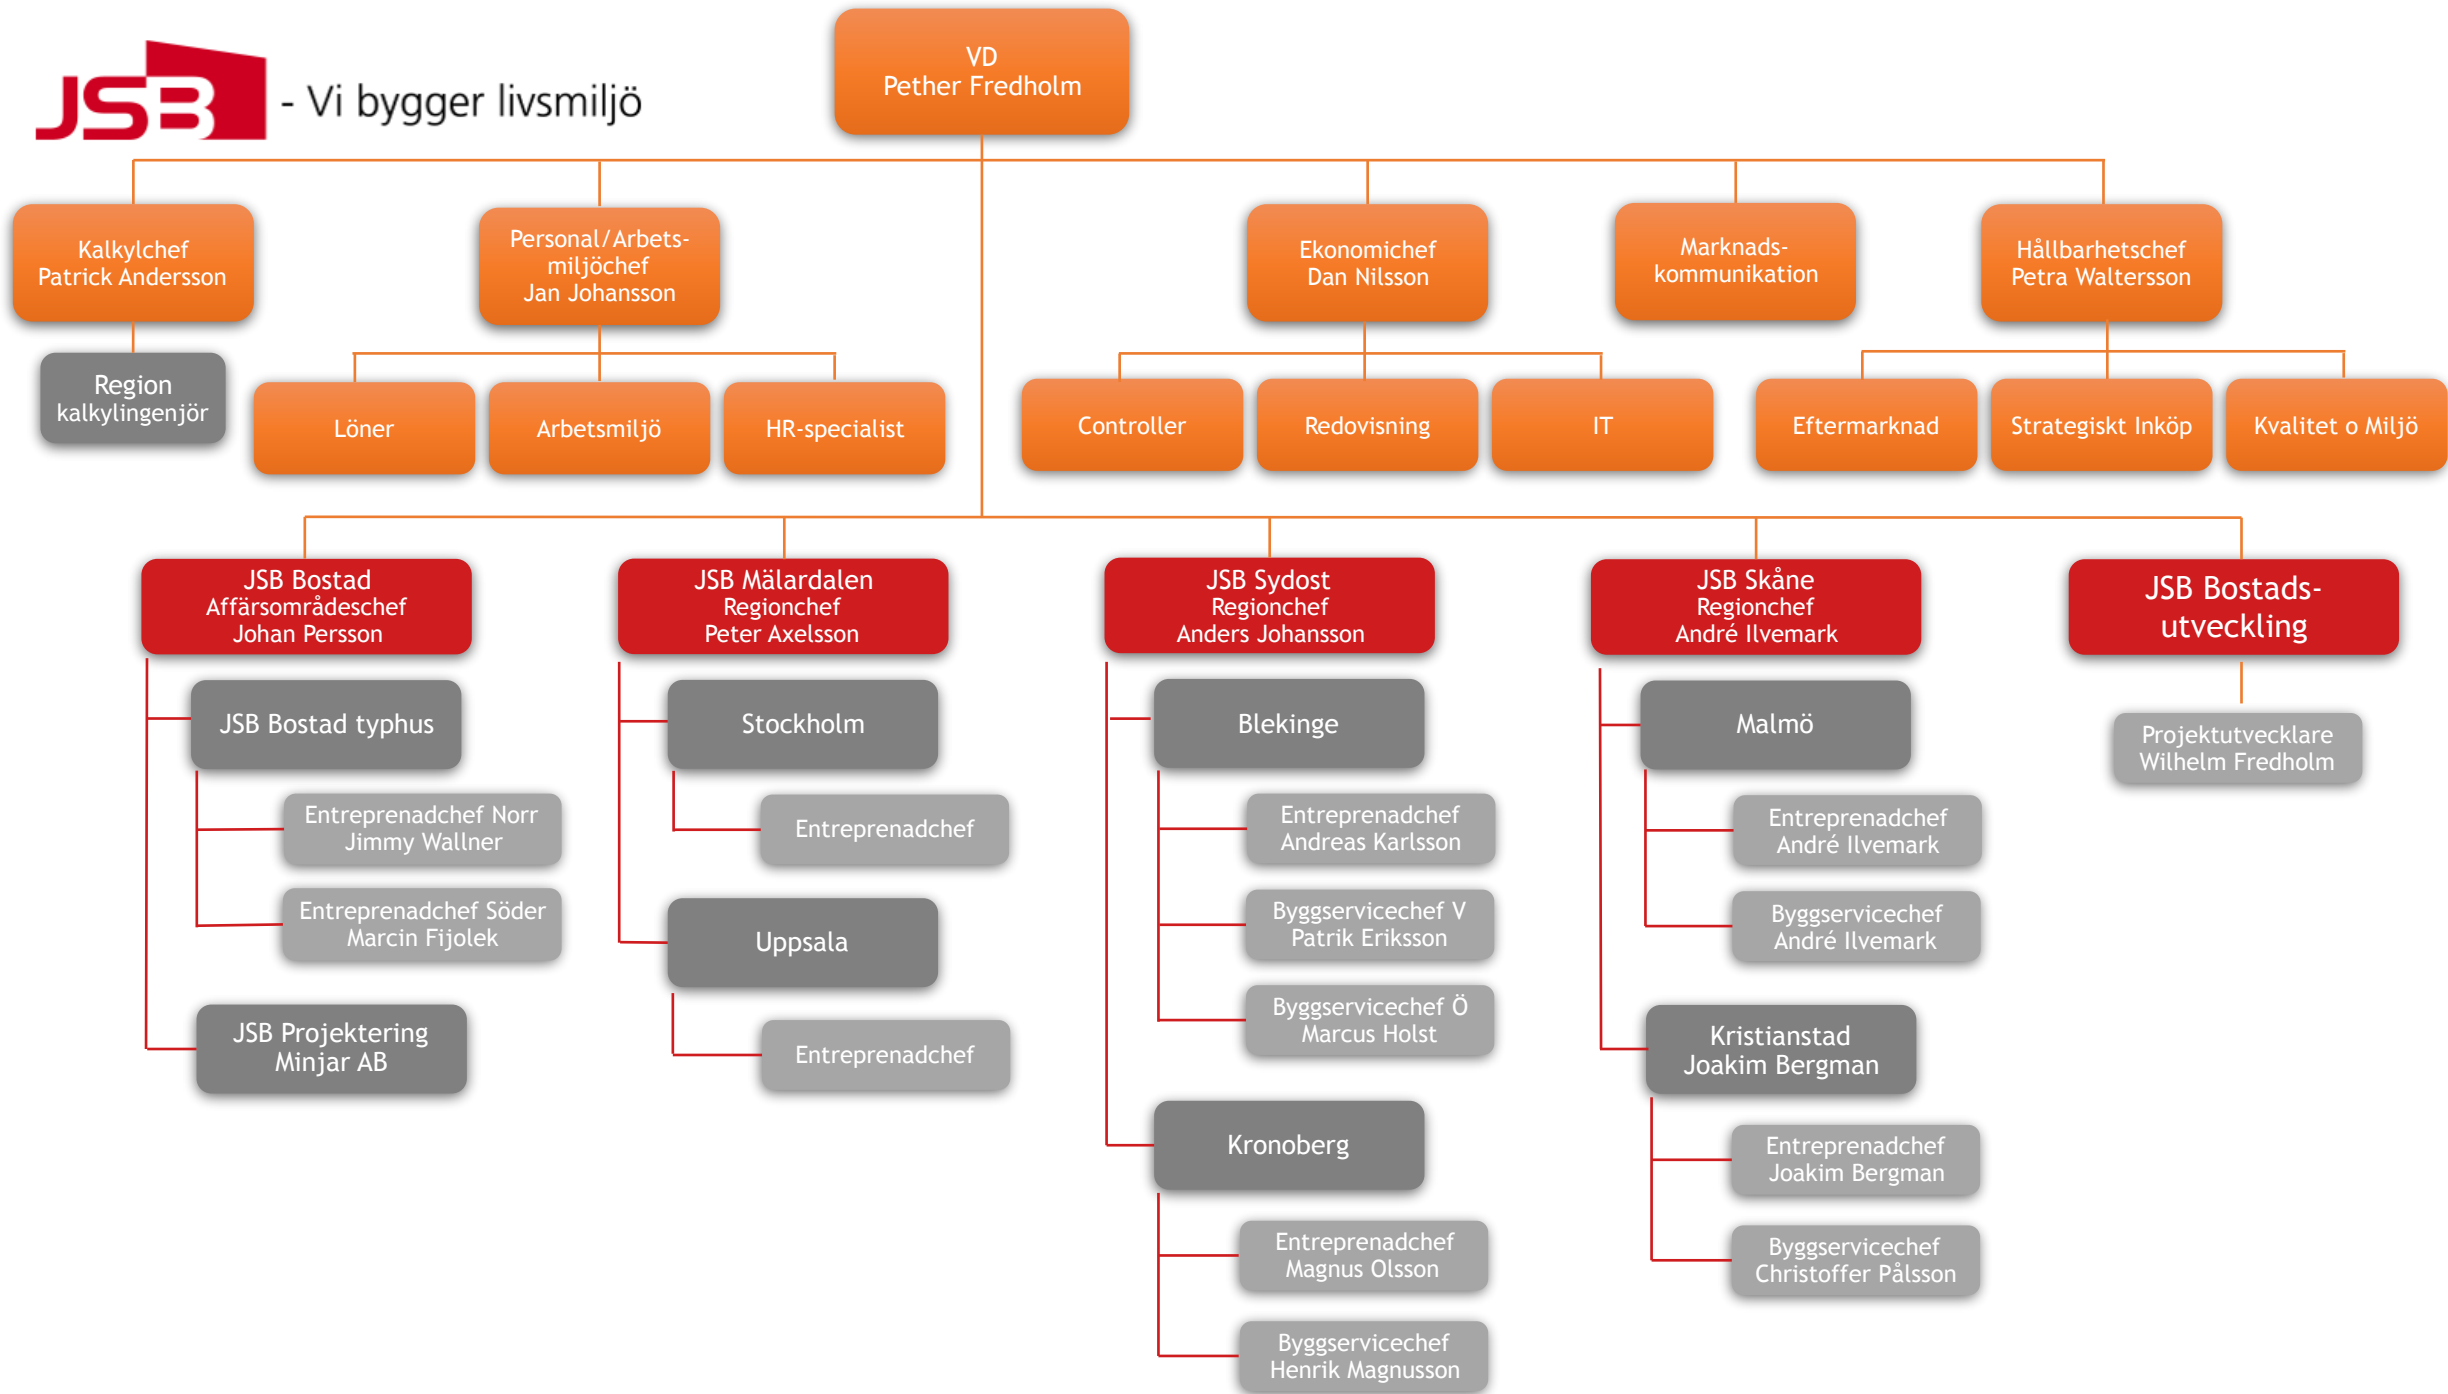 JSB - Vi bygger livsmiljö
VD
Pether Fredholm
Kalkylchef
Patrick Andersson
Personal/Arbets-
miljöchef
Jan Johansson
Ekonomichef
Dan Nilsson
Marknads-
kommunikation
Hållbarhetschef
Petra Waltersson
Region
kalkylingenjör
Löner
Arbetsmiljö
HR-specialist
Controller
Redovisning
IT
Eftermarknad
Strategiskt Inköp
Kvalitet o Miljö
JSB Bostad
Affärsområdeschef
Johan Persson
JSB Bostad typhus
Entreprenadchef Norr
Jimmy Wallner
Entreprenadchef Söder
Marcin Fijolek
JSB Projektering
Minjar AB
JSB Mälardalen
Regionchef
Peter Axelsson
Stockholm
Entreprenadchef
Uppsala
Entreprenadchef
JSB Sydost
Regionchef
Anders Johansson
Blekinge
Entreprenadchef
Andreas Karlsson
Byggservicechef V
Patrik Eriksson
Byggservicechef Ö
Marcus Holst
Kronoberg
Entreprenadchef
Magnus Olsson
Byggservicechef
Henrik Magnusson
JSB Skåne
Regionchef
André Ilvemark
Malmö
Entreprenadchef
André Ilvemark
Byggservicechef
André Ilvemark
Kristianstad
Joakim Bergman
Entreprenadchef
Joakim Bergman
Byggservicechef
Christoffer Pålsson
JSB Bostads-
utveckling
Projektutvecklare
Wilhelm Fredholm